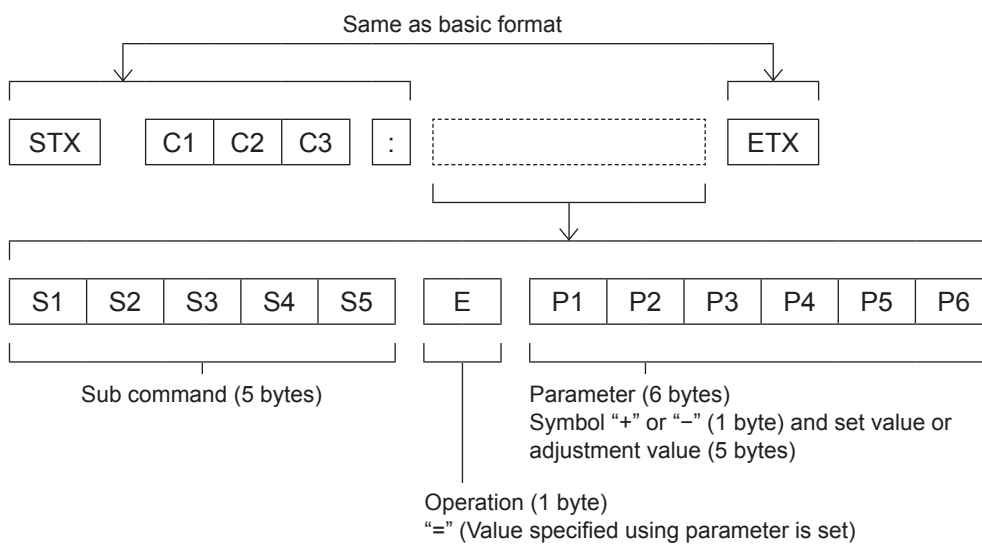 Same as basic format
STX C1 C2 C3 : ETX
S1 S2 S3 S4 S5 E P1 P2 P3 P4 P5 P6
Sub command (5 bytes)
Parameter (6 bytes)
Symbol “+” or “−” (1 byte) and set value or
adjustment value (5 bytes)
Operation (1 byte)
“=” (Value specified using parameter is set)